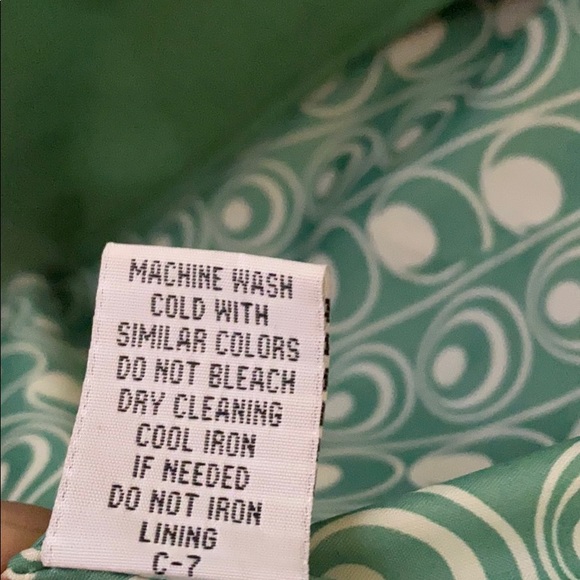 MACHINE WASH
COLD WITH
SIMILAR COLORS
DO NOT BLEACH
DRY CLEANING
COOL IRON
IF NEEDED
DO NOT IRON
LINING
C-7